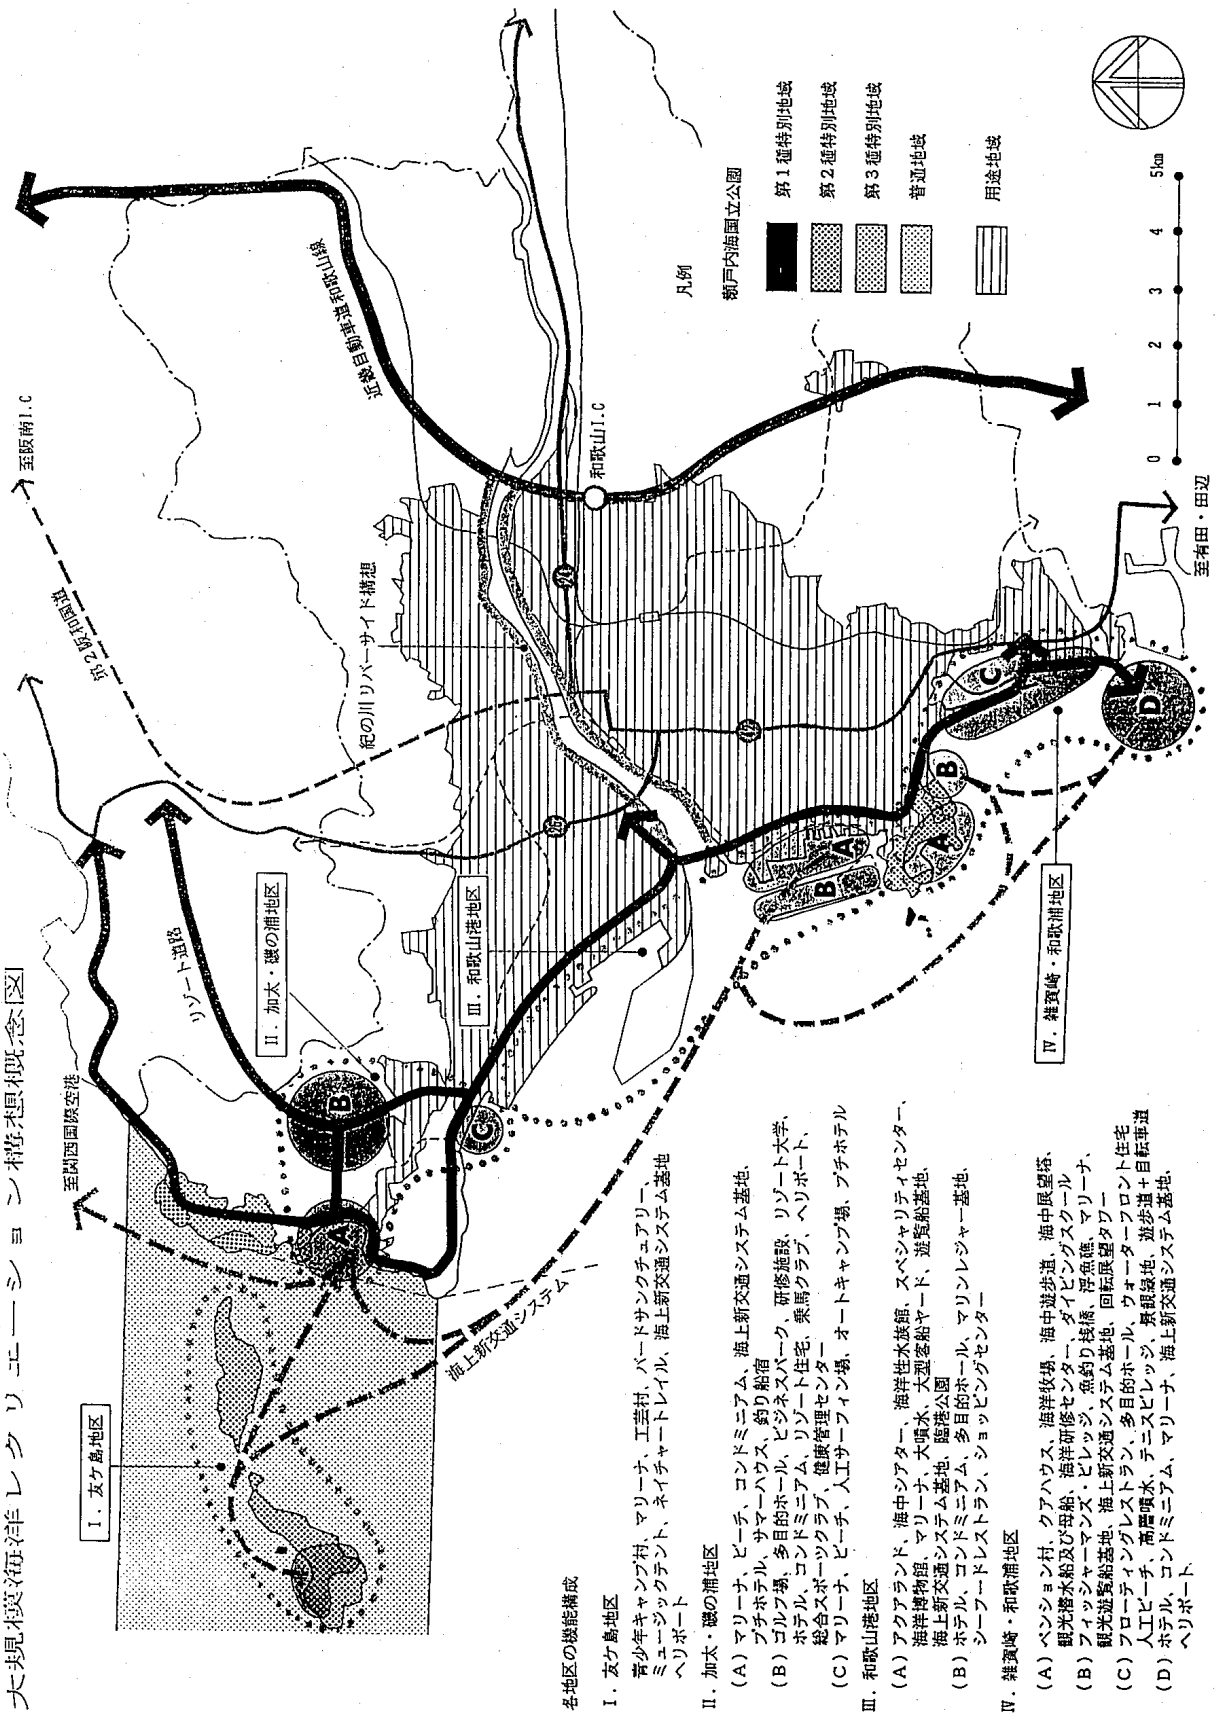 大規模海洋レクリエーション構想概念図
至関西国際空港
至阪南I.C
第2阪和国道
近畿自動車道和歌山線
リゾート道路
紀の川リバーサイド構想
和歌山I.C
I. 友ケ島地区
II. 加太・磯の浦地区
III. 和歌山港地区
IV. 雑賀崎・和歌浦地区
海上新交通システム
至有田・田辺
A
B
C
A
B
A
B
C
D
26
24
42
凡例
瀬戸内海国立公園
第1種特別地域
第2種特別地域
第3種特別地域
普通地域
用途地域
0 1 2 3 4 5km
各地区の機能構成
I. 友ケ島地区
青少年キャンプ村、マリーナ、工芸村、バードサンクチュアリー、
ミュージックテント、ネイチャートレイル、海上新交通システム基地
ヘリポート
II. 加太・磯の浦地区
(A) マリーナ、ビーチ、コンドミニアム、海上新交通システム基地、
プチホテル、サマーハウス、釣り船宿
(B) ゴルフ場、多目的ホール、ビジネスパーク、研修施設、リゾート大学、
ホテル、コンドミニアム、リゾート住宅、乗馬クラブ、ヘリポート、
総合スポーツクラブ、健康管理センター
(C) マリーナ、ビーチ、人工サーフィン場、オートキャンプ場、プチホテル
III. 和歌山港地区
(A) アクアランド、海中シアター、海洋性水族館、スペシャリティセンター、
海洋博物館、マリーナ、大噴水、大型客船ヤード、遊覧船基地、
海上新交通システム基地、臨港公園
(B) ホテル、コンドミニアム、多目的ホール、マリンレジャー基地、
シーフードレストラン、ショッピングセンター
IV. 雑賀崎・和歌浦地区
(A) ペンション村、クアハウス、海洋牧場、海中遊歩道、海中展望塔、
観光潜水船及び母船、海洋研修センター、ダイビングスクール
(B) フィッシャーマンズ・ビレッジ、魚釣り桟橋、浮魚礁、マリーナ、
観光遊覧船基地、海上新交通システム基地、回転展望タワー
(C) フローティングレストラン、多目的ホール、ウォーターフロント住宅
人工ビーチ、高層噴水、テニスビレッジ、景観緑地、遊歩道+自転車道
(D) ホテル、コンドミニアム、マリーナ、海上新交通システム基地、
ヘリポート